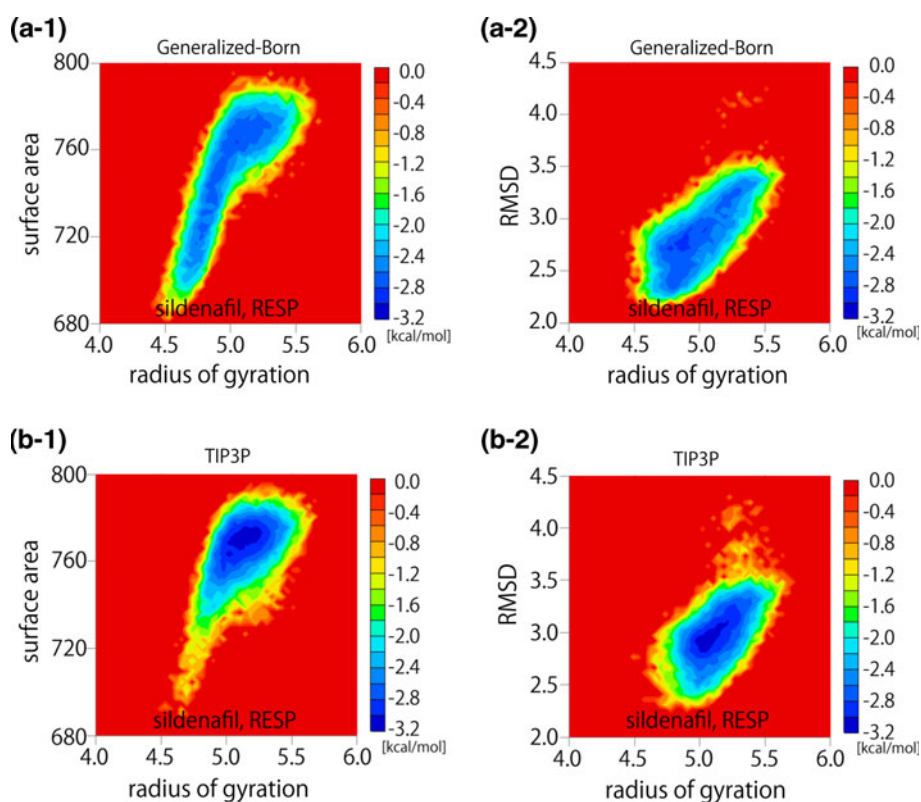 (a-1)
Generalized-Born
800
760
720
680
surface area
4.0 4.5 5.0 5.5 6.0
radius of gyration
sildenafil, RESP
0.0
-0.4
-0.8
-1.2
-1.6
-2.0
-2.4
-2.8
-3.2
[kcal/mol]
(a-2)
Generalized-Born
4.5
4.0
3.5
3.0
2.5
2.0
RMSD
4.0 4.5 5.0 5.5 6.0
radius of gyration
sildenafil, RESP
0.0
-0.4
-0.8
-1.2
-1.6
-2.0
-2.4
-2.8
-3.2
[kcal/mol]
(b-1)
TIP3P
800
760
720
680
surface area
4.0 4.5 5.0 5.5 6.0
radius of gyration
sildenafil, RESP
0.0
-0.4
-0.8
-1.2
-1.6
-2.0
-2.4
-2.8
-3.2
[kcal/mol]
(b-2)
TIP3P
4.5
4.0
3.5
3.0
2.5
2.0
RMSD
4.0 4.5 5.0 5.5 6.0
radius of gyration
sildenafil, RESP
0.0
-0.4
-0.8
-1.2
-1.6
-2.0
-2.4
-2.8
-3.2
[kcal/mol]